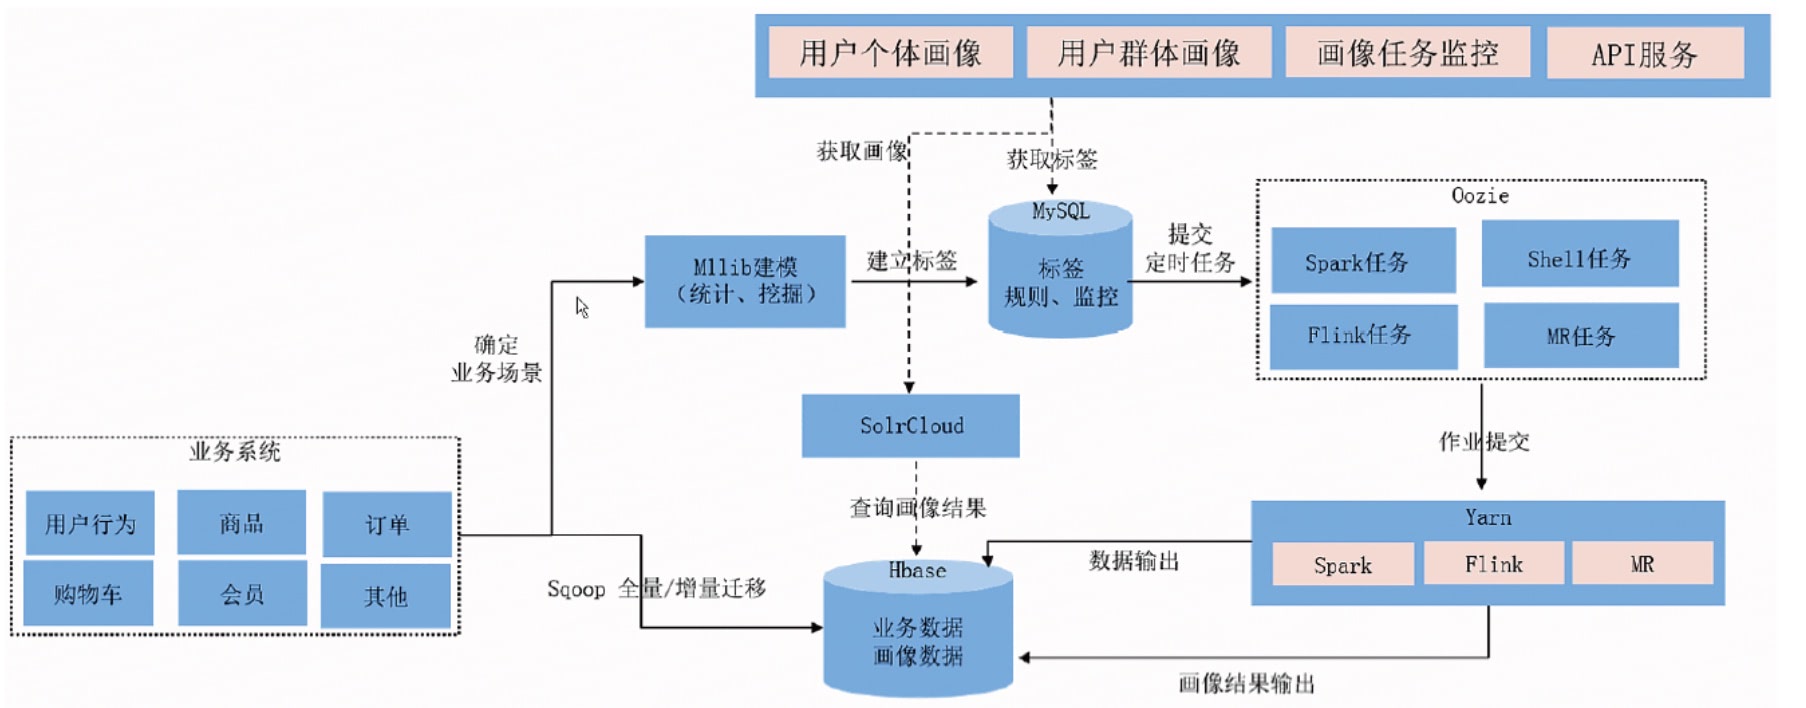 用户个体画像
用户群体画像
画像任务监控
API服务
获取画像
获取标签
MySQL
标签
规则、监控
Mllib建模
（统计、挖掘）
建立标签
提交
定时任务
Oozie
Spark任务
Shell任务
Flink任务
MR任务
确定
业务场景
SolrCloud
作业提交
业务系统
用户行为
商品
订单
购物车
会员
其他
查询画像结果
Yarn
Spark
Flink
MR
数据输出
Sqoop 全量/增量迁移
Hbase
业务数据
画像数据
画像结果输出